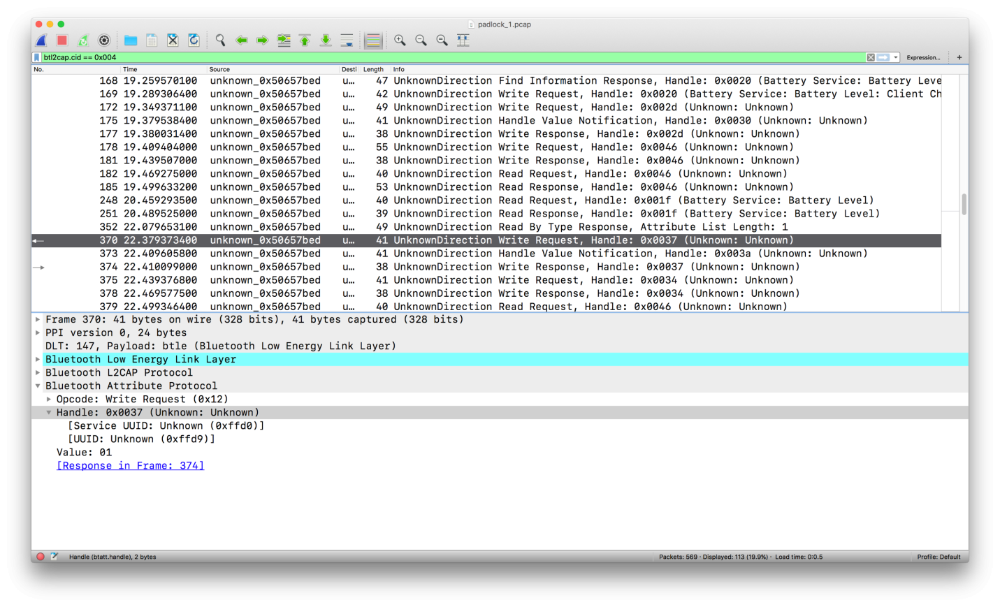 padlock_1.pcap
btl2cap.cid == 0x004
Expression...
+
No. Time Source Desti Length Info
168 19.259570100 unknown_0x50657bed u... 47 UnknownDirection Find Information Response, Handle: 0x0020 (Battery Service: Battery Leve
169 19.289306400 unknown_0x50657bed u... 42 UnknownDirection Write Request, Handle: 0x0020 (Battery Service: Battery Level: Client Ch
172 19.349371100 unknown_0x50657bed u... 49 UnknownDirection Write Request, Handle: 0x002d (Unknown: Unknown)
175 19.379538400 unknown_0x50657bed u... 41 UnknownDirection Handle Value Notification, Handle: 0x0030 (Unknown: Unknown)
177 19.380031400 unknown_0x50657bed u... 38 UnknownDirection Write Response, Handle: 0x002d (Unknown: Unknown)
178 19.409404000 unknown_0x50657bed u... 55 UnknownDirection Write Request, Handle: 0x0046 (Unknown: Unknown)
181 19.439507000 unknown_0x50657bed u... 38 UnknownDirection Write Response, Handle: 0x0046 (Unknown: Unknown)
182 19.469275000 unknown_0x50657bed u... 40 UnknownDirection Read Request, Handle: 0x0046 (Unknown: Unknown)
185 19.499633200 unknown_0x50657bed u... 53 UnknownDirection Read Response, Handle: 0x0046 (Unknown: Unknown)
248 20.459293500 unknown_0x50657bed u... 40 UnknownDirection Read Request, Handle: 0x001f (Battery Service: Battery Level)
251 20.489525000 unknown_0x50657bed u... 39 UnknownDirection Read Response, Handle: 0x001f (Battery Service: Battery Level)
352 22.079653100 unknown_0x50657bed u... 49 UnknownDirection Read By Type Response, Attribute List Length: 1
370 22.379373400 unknown_0x50657bed u... 41 UnknownDirection Write Request, Handle: 0x0037 (Unknown: Unknown)
373 22.409605800 unknown_0x50657bed u... 41 UnknownDirection Handle Value Notification, Handle: 0x003a (Unknown: Unknown)
374 22.410099000 unknown_0x50657bed u... 38 UnknownDirection Write Response, Handle: 0x0037 (Unknown: Unknown)
375 22.439376800 unknown_0x50657bed u... 41 UnknownDirection Write Request, Handle: 0x0034 (Unknown: Unknown)
378 22.469577500 unknown_0x50657bed u... 38 UnknownDirection Write Response, Handle: 0x0034 (Unknown: Unknown)
379 22.499346400 unknown_0x50657bed u... 40 UnknownDirection Read Request, Handle: 0x0046 (Unknown: Unknown)
Frame 370: 41 bytes on wire (328 bits), 41 bytes captured (328 bits)
PPI version 0, 24 bytes
DLT: 147, Payload: btle (Bluetooth Low Energy Link Layer)
Bluetooth Low Energy Link Layer
Bluetooth L2CAP Protocol
Bluetooth Attribute Protocol
Opcode: Write Request (0x12)
Handle: 0x0037 (Unknown: Unknown)
[Service UUID: Unknown (0xffd0)]
[UUID: Unknown (0xffd9)]
Value: 01
[Response in Frame: 374]
Handle (btatt.handle), 2 bytes
Packets: 569 · Displayed: 113 (19.9%) · Load time: 0:0.5
Profile: Default